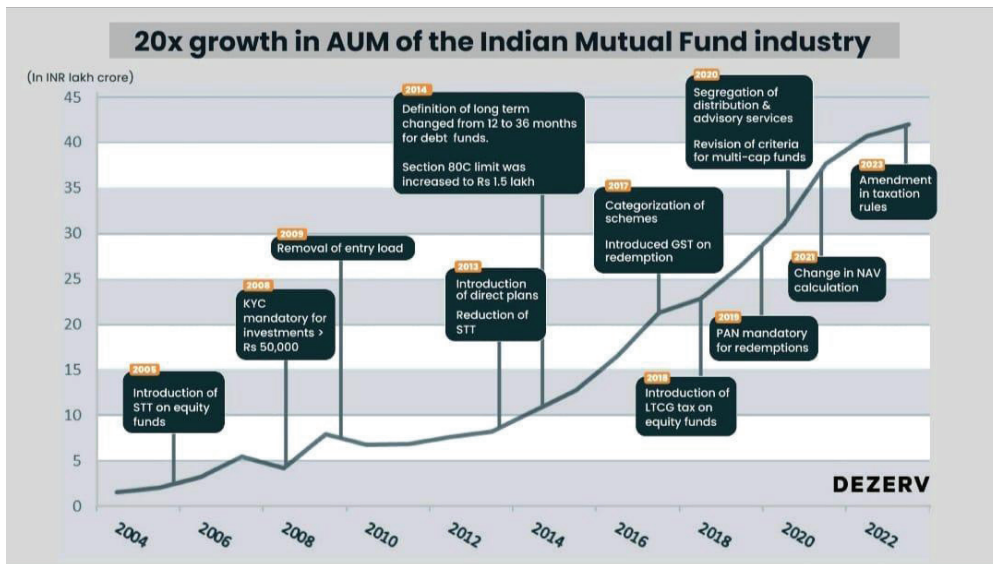 20x growth in AUM of the Indian Mutual Fund industry
(In INR lakh crore)
45
40
35
30
25
20
15
10
5
0
2005
Introduction of
STT on equity
funds
2008
KYC
mandatory for
investments >
Rs 50,000
2009
Removal of entry load
2013
Introduction
of direct plans
Reduction of
STT
2014
Definition of long term
changed from 12 to 36 months
for debt funds.
Section 80C limit was
increased to Rs 1.5 lakh
2017
Categorization of
schemes
Introduced GST on
redemption
2018
Introduction of
LTCG tax on
equity funds
2019
PAN mandatory
for redemptions
2020
Segregation of
distribution &
advisory services
Revision of criteria
for multi-cap funds
2021
Change in NAV
calculation
2023
Amendment
in taxation
rules
DEZERV
2004
2006
2008
2010
2012
2014
2016
2018
2020
2022